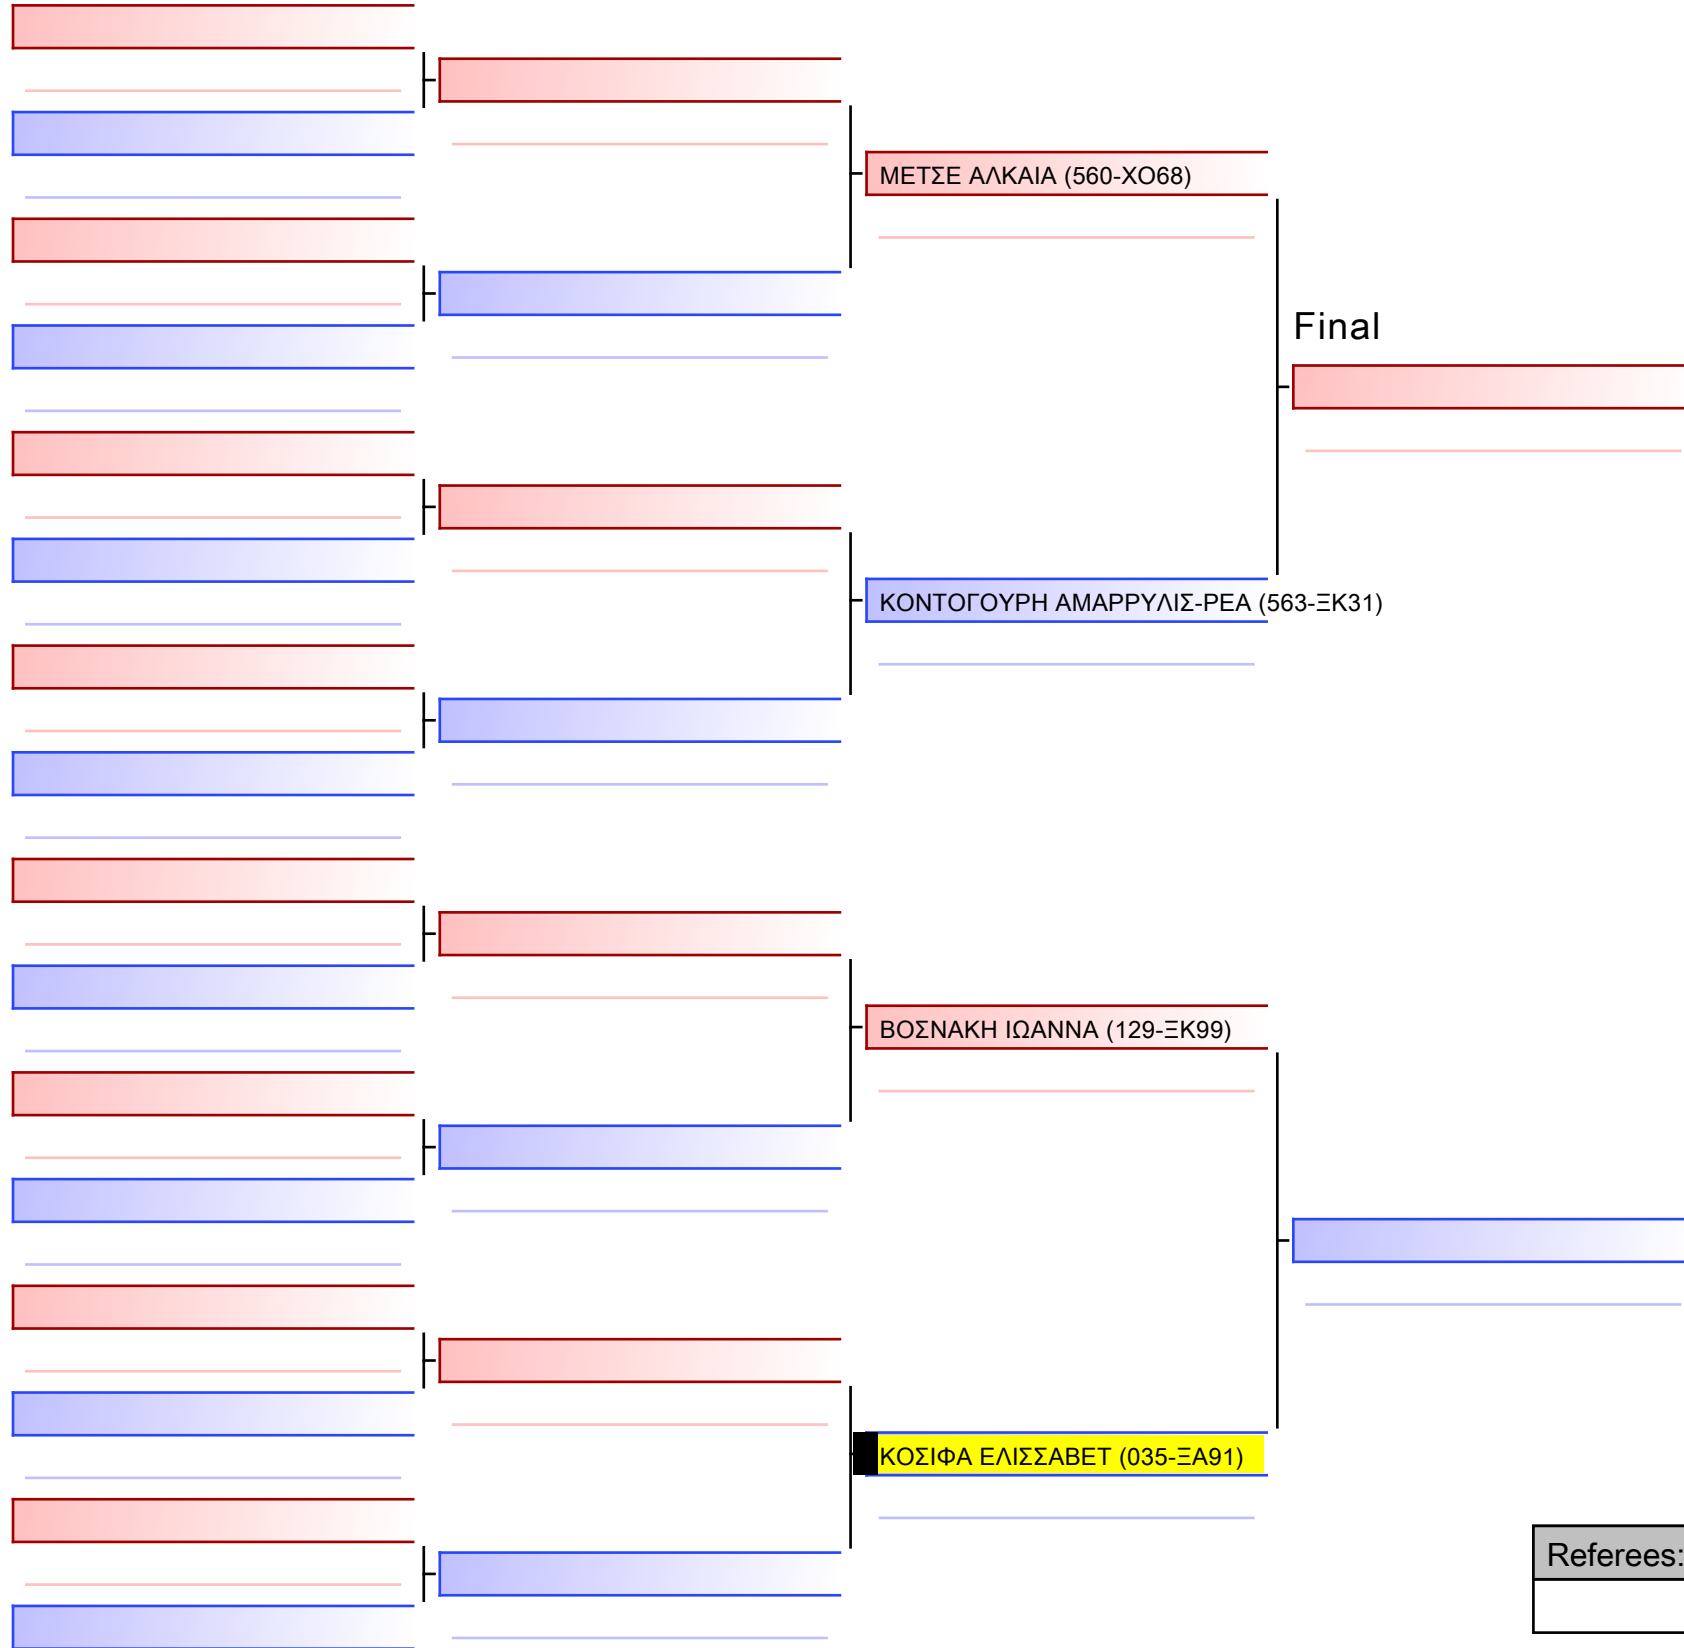 ΜΕΤΣΕ ΑΛΚΑΙΑ (560-ΧΟ68)
Final
ΚΟΝΤΟΓΟΥΡΗ ΑΜΑΡΡΥΛΙΣ-ΡΕΑ (563-ΞΚ31)
ΒΟΣΝΑΚΗ ΙΩΑΝΝΑ (129-ΞΚ99)
ΚΟΣΙΦΑ ΕΛΙΣΣΑΒΕΤ (035-ΞΑ91)
Referees: